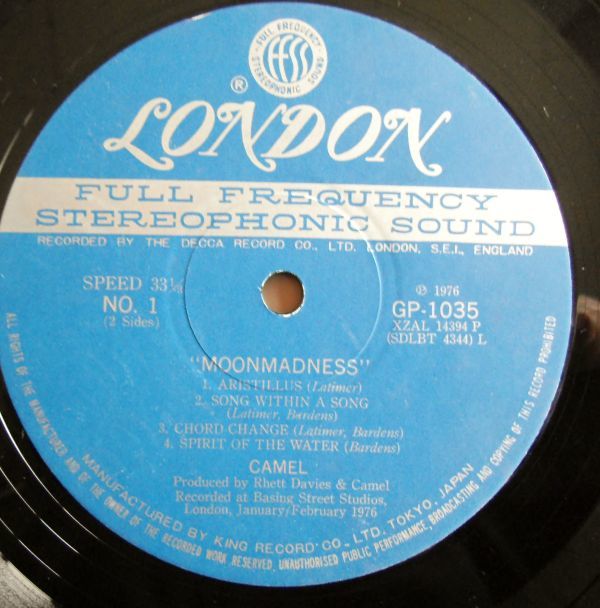 FULL FREQUENCY
ffss
STEREOPHONIC SOUND
®
LONDON
FULL FREQUENCY
STEREOPHONIC SOUND
RECORDED BY THE DECCA RECORD CO., LTD. LONDON, S.E.I., ENGLAND
SPEED 33⅓
NO. 1
(2 Sides)
℗ 1976
GP-1035
XZAL 14394 P
(SDLBT 4344) L
"MOONMADNESS"
1. ARISTILLUS (Latimer)
2. SONG WITHIN A SONG
(Latimer, Bardens)
3. CHORD CHANGE (Latimer, Bardens)
4. SPIRIT OF THE WATER (Bardens)
CAMEL
Produced by Rhett Davies & Camel
Recorded at Basing Street Studios,
London, January/February 1976
MANUFACTURED BY KING RECORD CO., LTD. TOKYO, JAPAN
ALL RIGHTS OF THE MANUFACTURER AND OF THE OWNER OF THE RECORDED WORK RESERVED, UNAUTHORISED PUBLIC PERFORMANCE, BROADCASTING AND COPYING OF THIS RECORD PROHIBITED